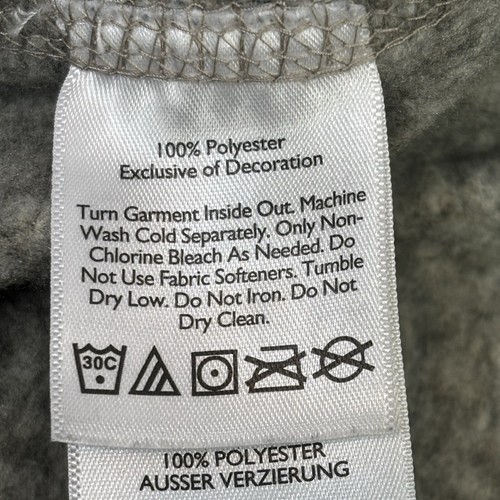 100% Polyester
Exclusive of Decoration
Turn Garment Inside Out. Machine
Wash Cold Separately. Only Non-
Chlorine Bleach As Needed. Do
Not Use Fabric Softeners. Tumble
Dry Low. Do Not Iron. Do Not
Dry Clean.
30C
100% POLYESTER
AUSSER VERZIERUNG